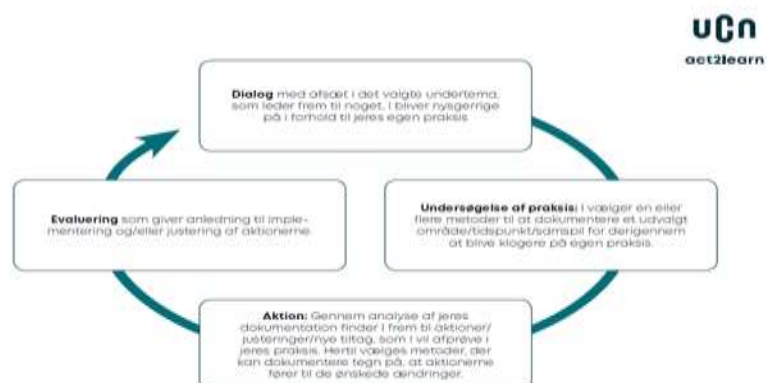 UCN
act2learn
Dialog med afsæt i det valgte undertema,
som leder frem til noget, I bliver nysgerrige
på i forhold til jeres egen praksis
Undersøgelse af praksis: I vælger en eller
flere metoder til at dokumentere et udvalgt
område/tidspunkt/samspil for derigennem
at blive klogere på egen praksis.
Aktion: Gennem analyse af jeres
dokumentation finder I frem til aktioner/
justeringer/nye tiltag, som I vil afprøve i
jeres praksis. Hertil vælges metoder, der
kan dokumentere tegn på, at aktionerne
fører til de ønskede ændringer.
Evaluering som giver anledning til imple-
mentering og/eller justering af aktionerne